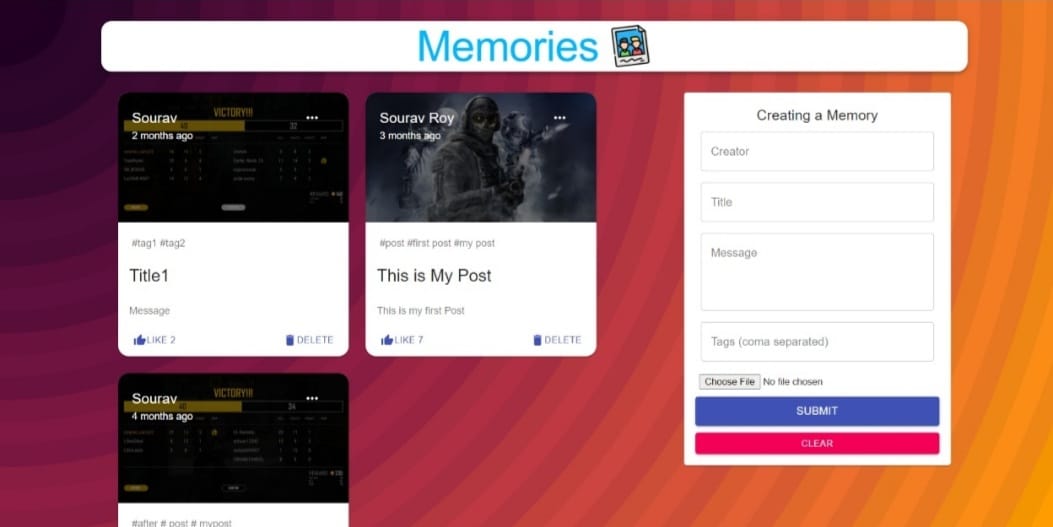 Memories
Sourav
•••
2 months ago
VICTORY!!!
40
32
#tag1 #tag2
Title1
Message
LIKE 2
DELETE
Sourav Roy
•••
3 months ago
#post #first post #my post
This is My Post
This is my first Post
LIKE 7
DELETE
Sourav
•••
4 months ago
VICTORY!!!
40
34
#after # post # mypost
Creating a Memory
Creator
Title
Message
Tags (coma separated)
Choose File No file chosen
SUBMIT
CLEAR